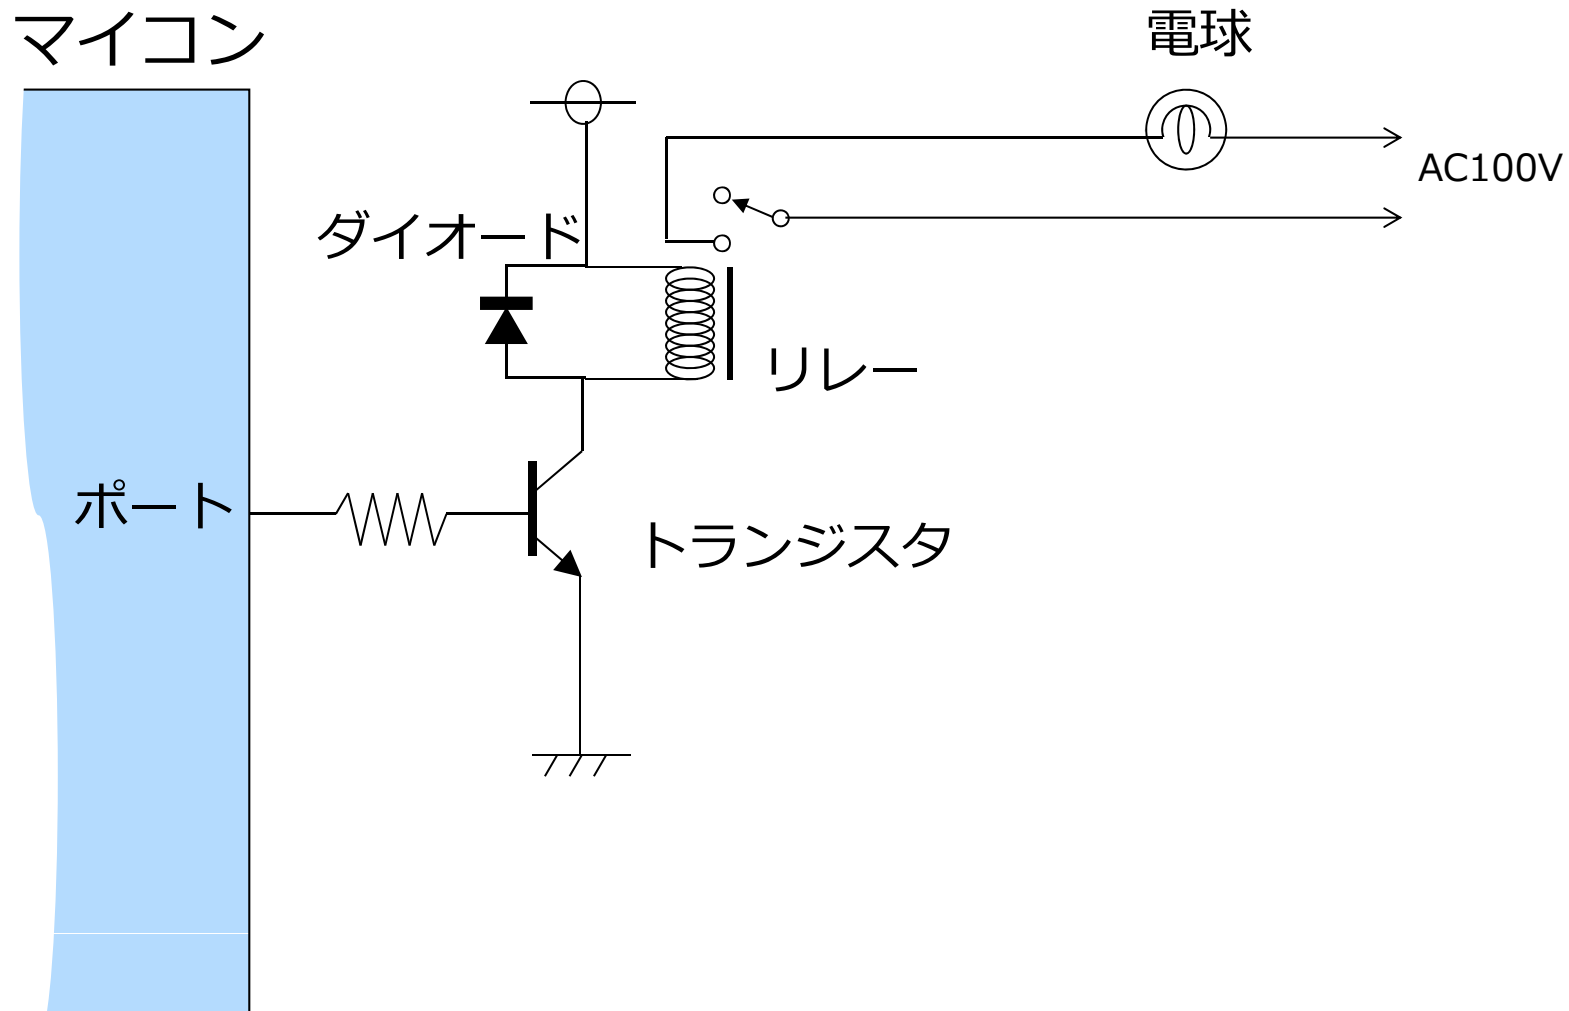 マイコン
電球
AC100V
ダイオード
リレー
ポート
トランジスタ